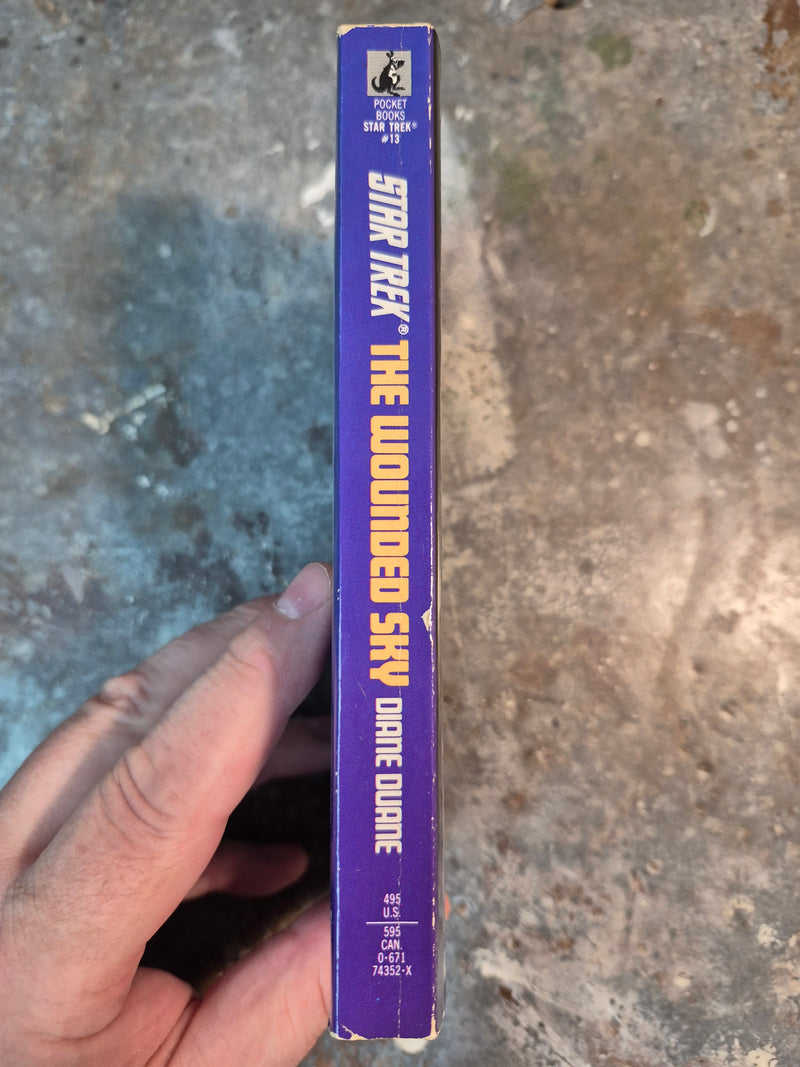 POCKET
BOOKS
STAR TREK®
#13
STAR TREK® THE WOUNDED SKY DIANE DUANE
495
U.S.
595
CAN.
0-671
74352-X